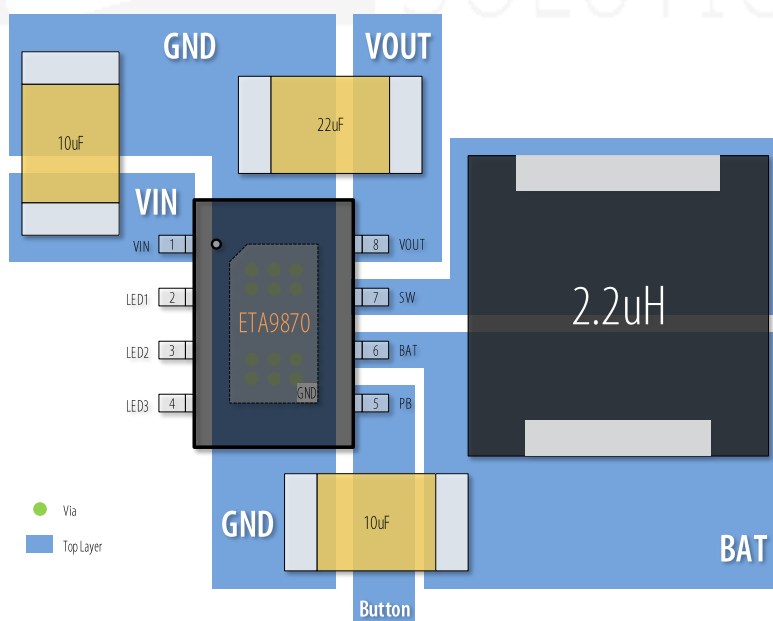 SOLUTIO
GND
VOUT
10uF
22uF
VIN
VIN 1
8 VOUT
LED1 2
7 SW
2.2uH
ETA9870
LED2 3
6 BAT
GND
LED3 4
5 PB
Via
GND
10uF
Top Layer
BAT
Button